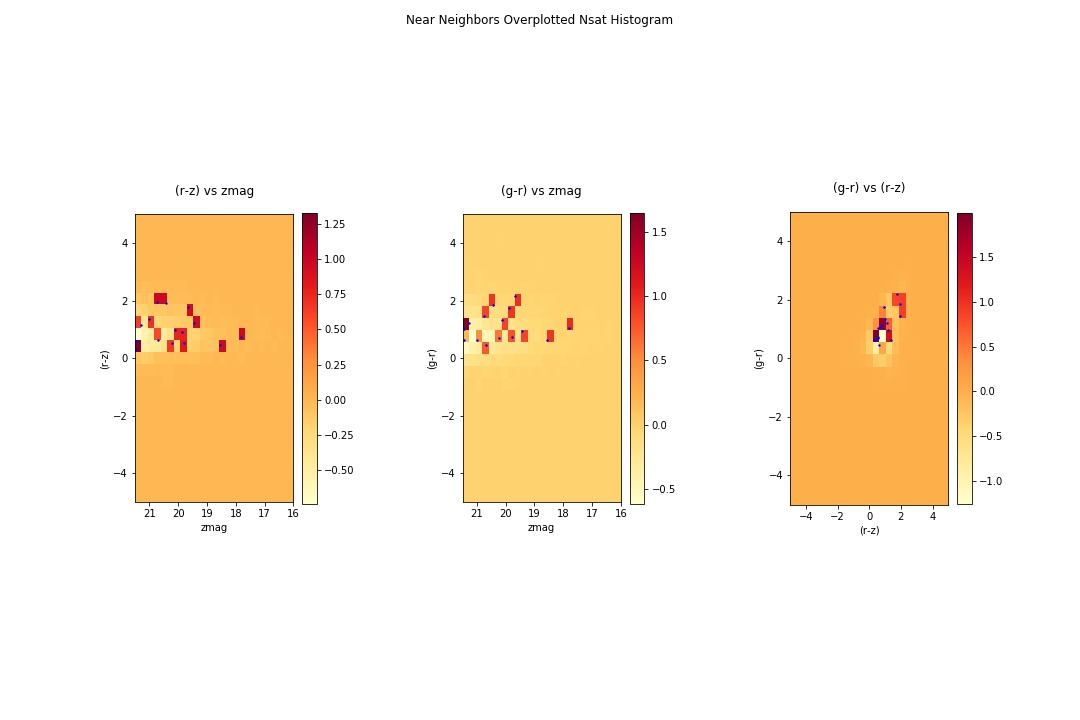 Near Neighbors Overplotted Nsat Histogram
(r-z) vs zmag
4
2
0
−2
−4
(r-z)
21 20 19 18 17 16
zmag
1.25
1.00
0.75
0.50
0.25
0.00
−0.25
−0.50
(g-r) vs zmag
4
2
0
−2
−4
(g-r)
21 20 19 18 17 16
zmag
1.5
1.0
0.5
0.0
−0.5
(g-r) vs (r-z)
4
2
0
−2
−4
(g-r)
−4 −2 0 2 4
(r-z)
1.5
1.0
0.5
0.0
−0.5
−1.0